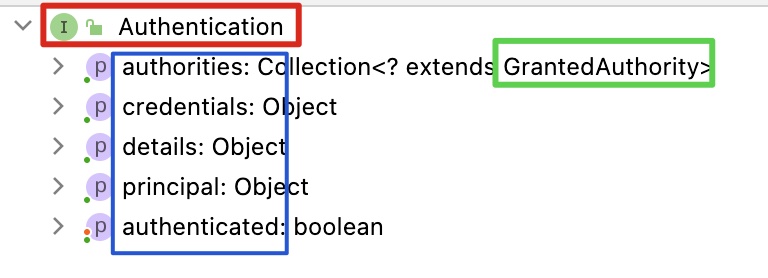 I Authentication
p authorities: Collection<? extends GrantedAuthority>
p credentials: Object
p details: Object
p principal: Object
p authenticated: boolean